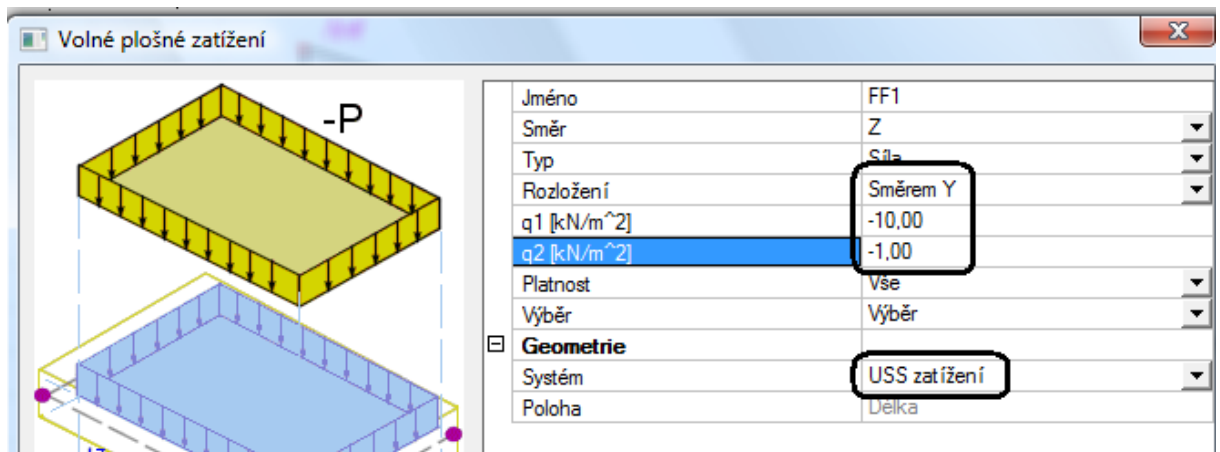 Volné plošné zatížení
-P
Jméno FF1
Směr Z
Typ Síla
Rozložení Směrem Y
q1 [kN/m^2] -10,00
q2 [kN/m^2] -1,00
Platnost Vše
Výběr Výběr
Geometrie
Systém USS zatížení
Poloha Délka